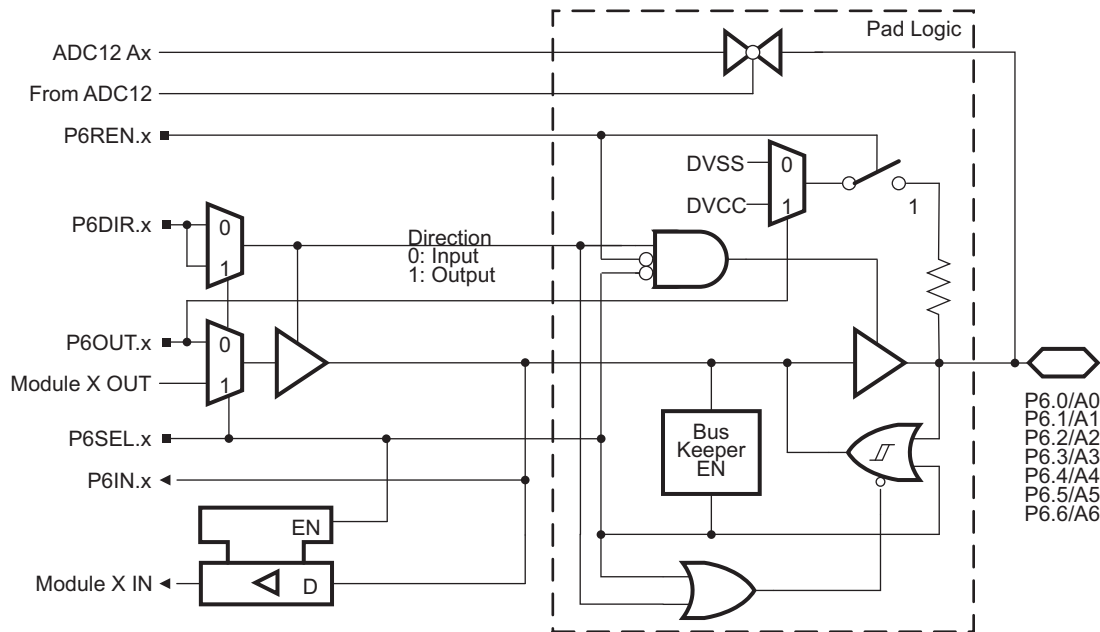 Pad Logic
ADC12 Ax
From ADC12
P6REN.x
DVSS
0
DVCC
1
1
P6DIR.x
0
1
Direction
0: Input
1: Output
P6OUT.x
0
Module X OUT
1
P6SEL.x
Bus
Keeper
EN
P6IN.x
EN
Module X IN
D
P6.0/A0
P6.1/A1
P6.2/A2
P6.3/A3
P6.4/A4
P6.5/A5
P6.6/A6